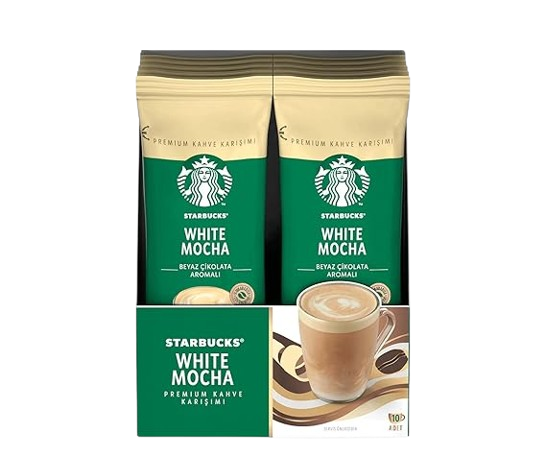 PREMIUM KAHVE KARIŞIMI
STARBUCKS®
WHITE
MOCHA
BEYAZ ÇİKOLATA
AROMALI
PREMIUM KAHVE KARIŞIMI
STARBUCKS®
WHITE
MOCHA
BEYAZ ÇİKOLATA
AROMALI
STARBUCKS®
WHITE
MOCHA
PREMIUM KAHVE
KARIŞIMI
10
ADET